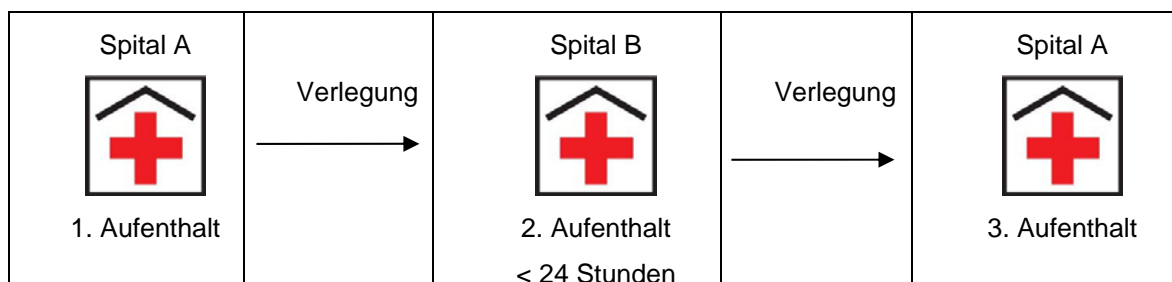 Spital A
Verlegung
Spital B
Verlegung
Spital A
1. Aufenthalt
2. Aufenthalt
< 24 Stunden
3. Aufenthalt